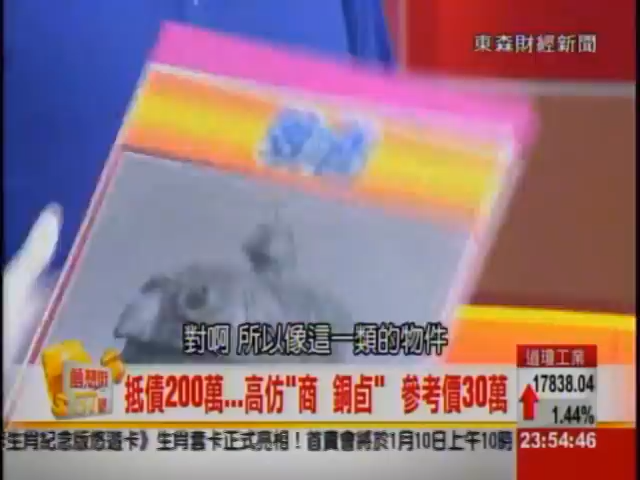 東森財經新聞
對啊 所以像這一類的物件
抵債200萬...高仿"商 銅卣" 參考價30萬
道瓊工業
17838.04
1.44%
生肖紀念版悠遊卡》生肖套卡正式亮相！首賣會將於1月10日上午10時
23:54:46